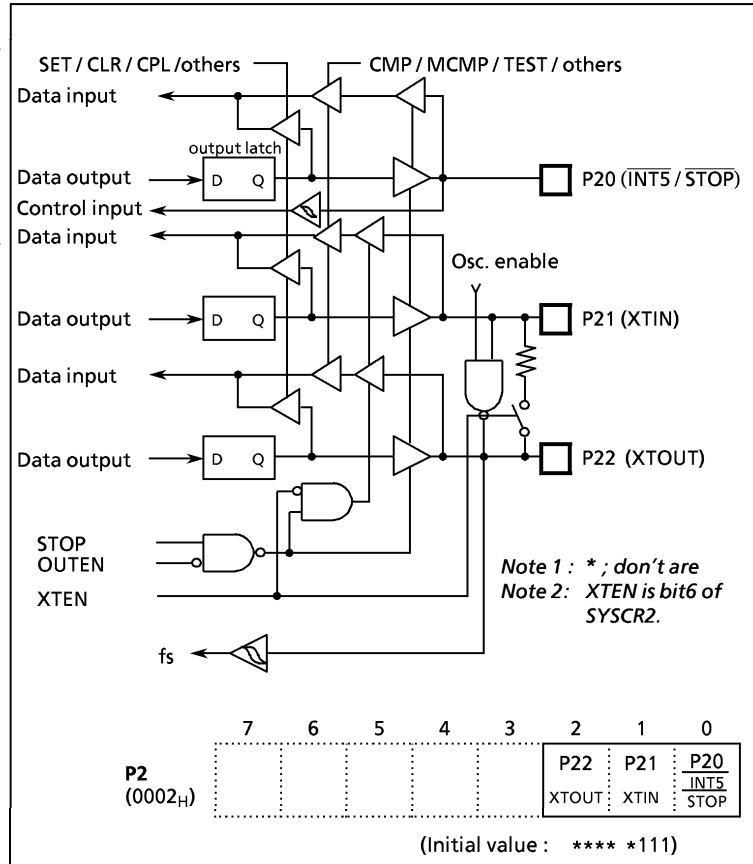 SET / CLR / CPL /others
CMP / MCMP / TEST / others
Data input
output latch
Data output
D Q
P20 (INT5 / STOP)
Control input
Data input
Osc. enable
Data output
D Q
P21 (XTIN)
Data input
Data output
D Q
P22 (XTOUT)
STOP
OUTEN
XTEN
Note 1 : * ; don't are
Note 2: XTEN is bit6 of
SYSCR2.
fs
7 6 5 4 3 2 1 0
P2
(0002H)
P22 P21 P20
XTOUT XTIN INT5
STOP
(Initial value : **** *111)